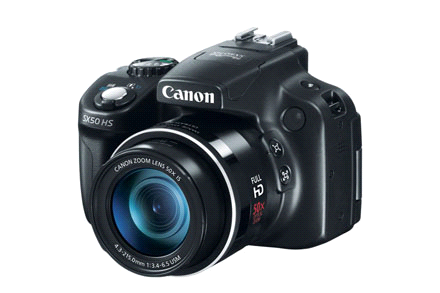 Canon
SX50 HS
CANON ZOOM LENS 50x IS
4.3-215.0mm 1:3.4-6.5 USM
FULL
HD
50x